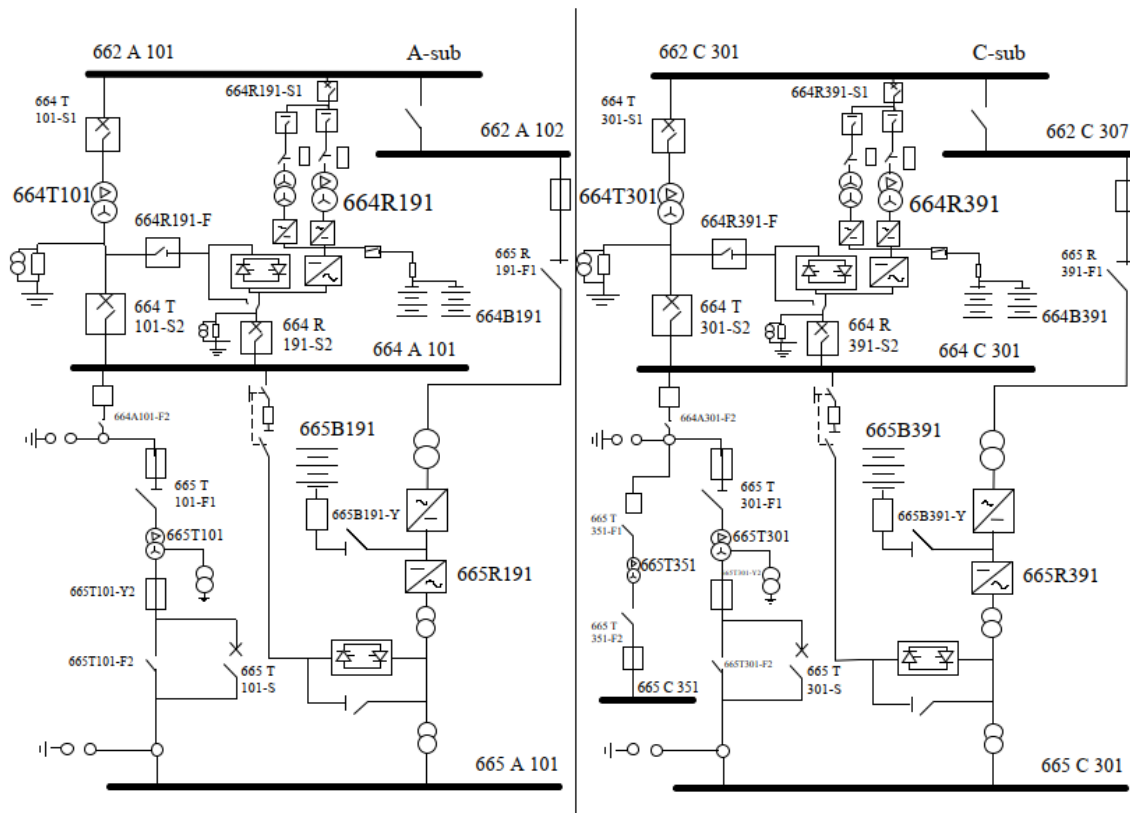 662 A 101
A-sub
664R191-S1
664 T
101-S1
662 A 102
664T101
664R191
664R191-F
665 R
191-F1
664 T
101-S2
664B191
664 R
191-S2
664 A 101
664A101-F2
665B191
665 T
101-F1
665B191-Y
665T101
665R191
665T101-Y2
665T101-F2
665 T
101-S
665 A 101
662 C 301
C-sub
664R391-S1
664 T
301-S1
662 C 307
664T301
664R391
664R391-F
665 R
391-F1
664 T
301-S2
664B391
664 R
391-S2
664 C 301
664A301-F2
665B391
665 T
301-F1
665 T
351-F1
665B391-Y
665T301
665T351
665T301-Y2
665R391
665 T
351-F2
665T301-F2
665 T
301-S
665 C 351
665 C 301